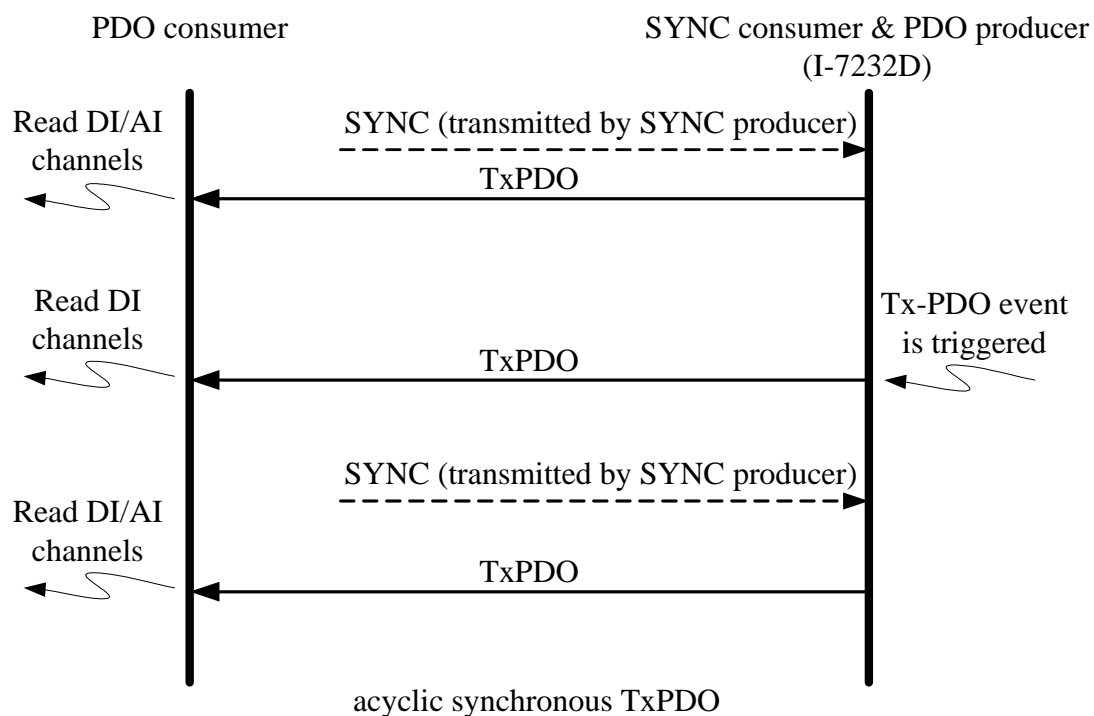 PDO consumer
SYNC consumer & PDO producer
(I-7232D)
Read DI/AI
channels
SYNC (transmitted by SYNC producer)
TxPDO
Read DI
channels
TxPDO
Tx-PDO event
is triggered
SYNC (transmitted by SYNC producer)
Read DI/AI
channels
TxPDO
acyclic synchronous TxPDO